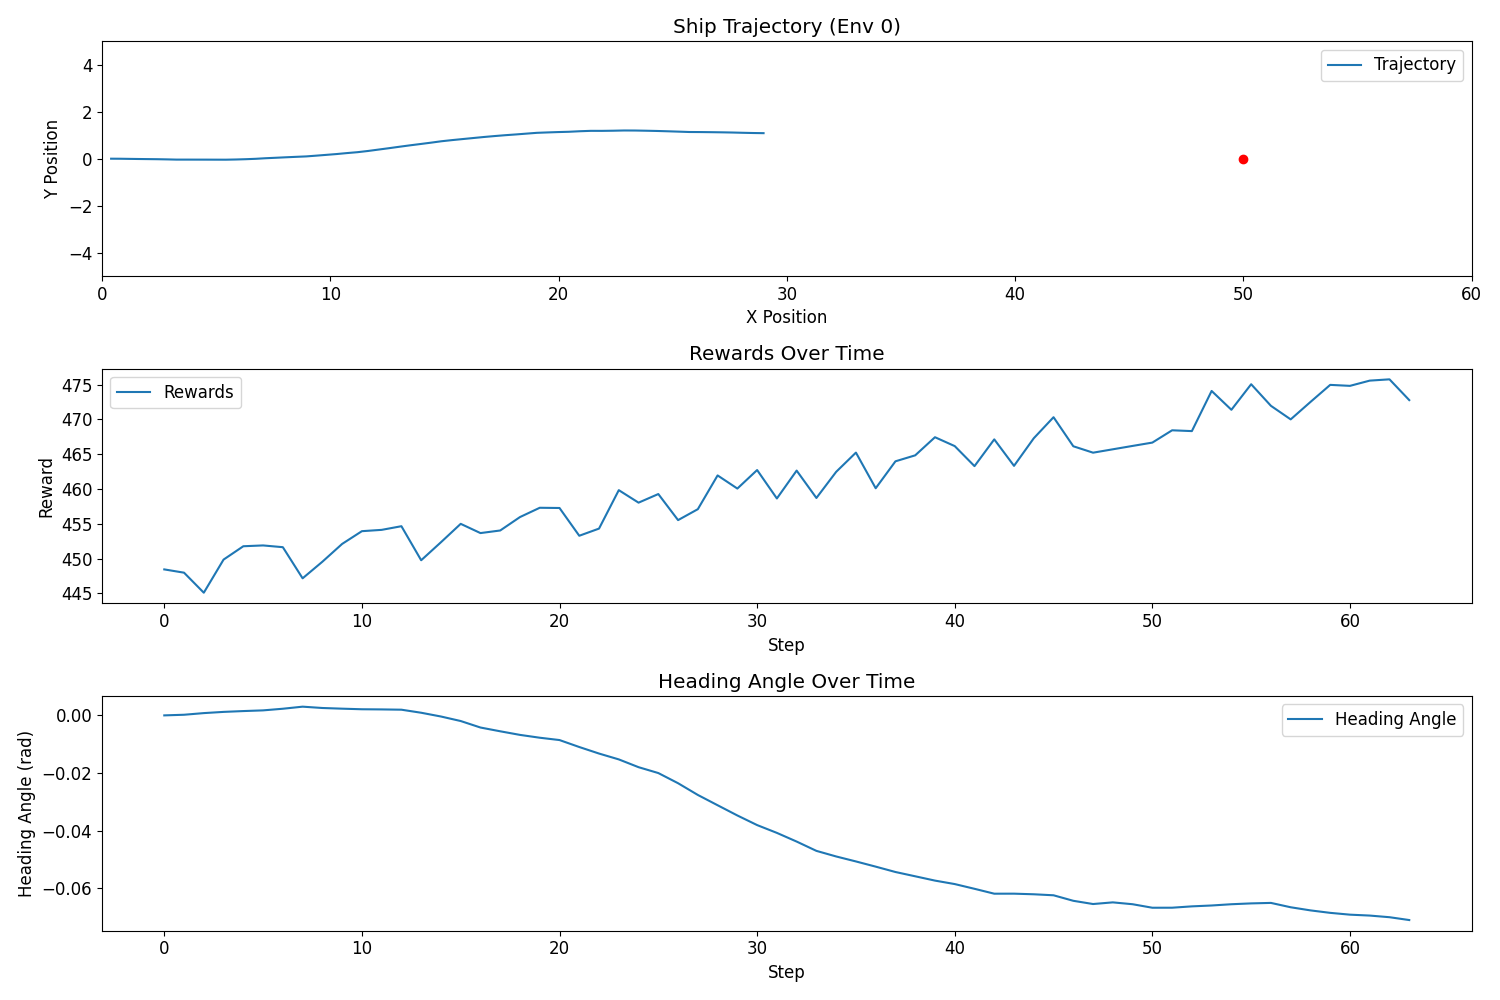 Ship Trajectory (Env 0)
Y Position
4
2
0
−2
−4
Trajectory
0 10 20 30 40 50 60
X Position
Rewards Over Time
Reward
475
470
465
460
455
450
445
Rewards
0 10 20 30 40 50 60
Step
Heading Angle Over Time
Heading Angle (rad)
0.00
−0.02
−0.04
−0.06
Heading Angle
0 10 20 30 40 50 60
Step